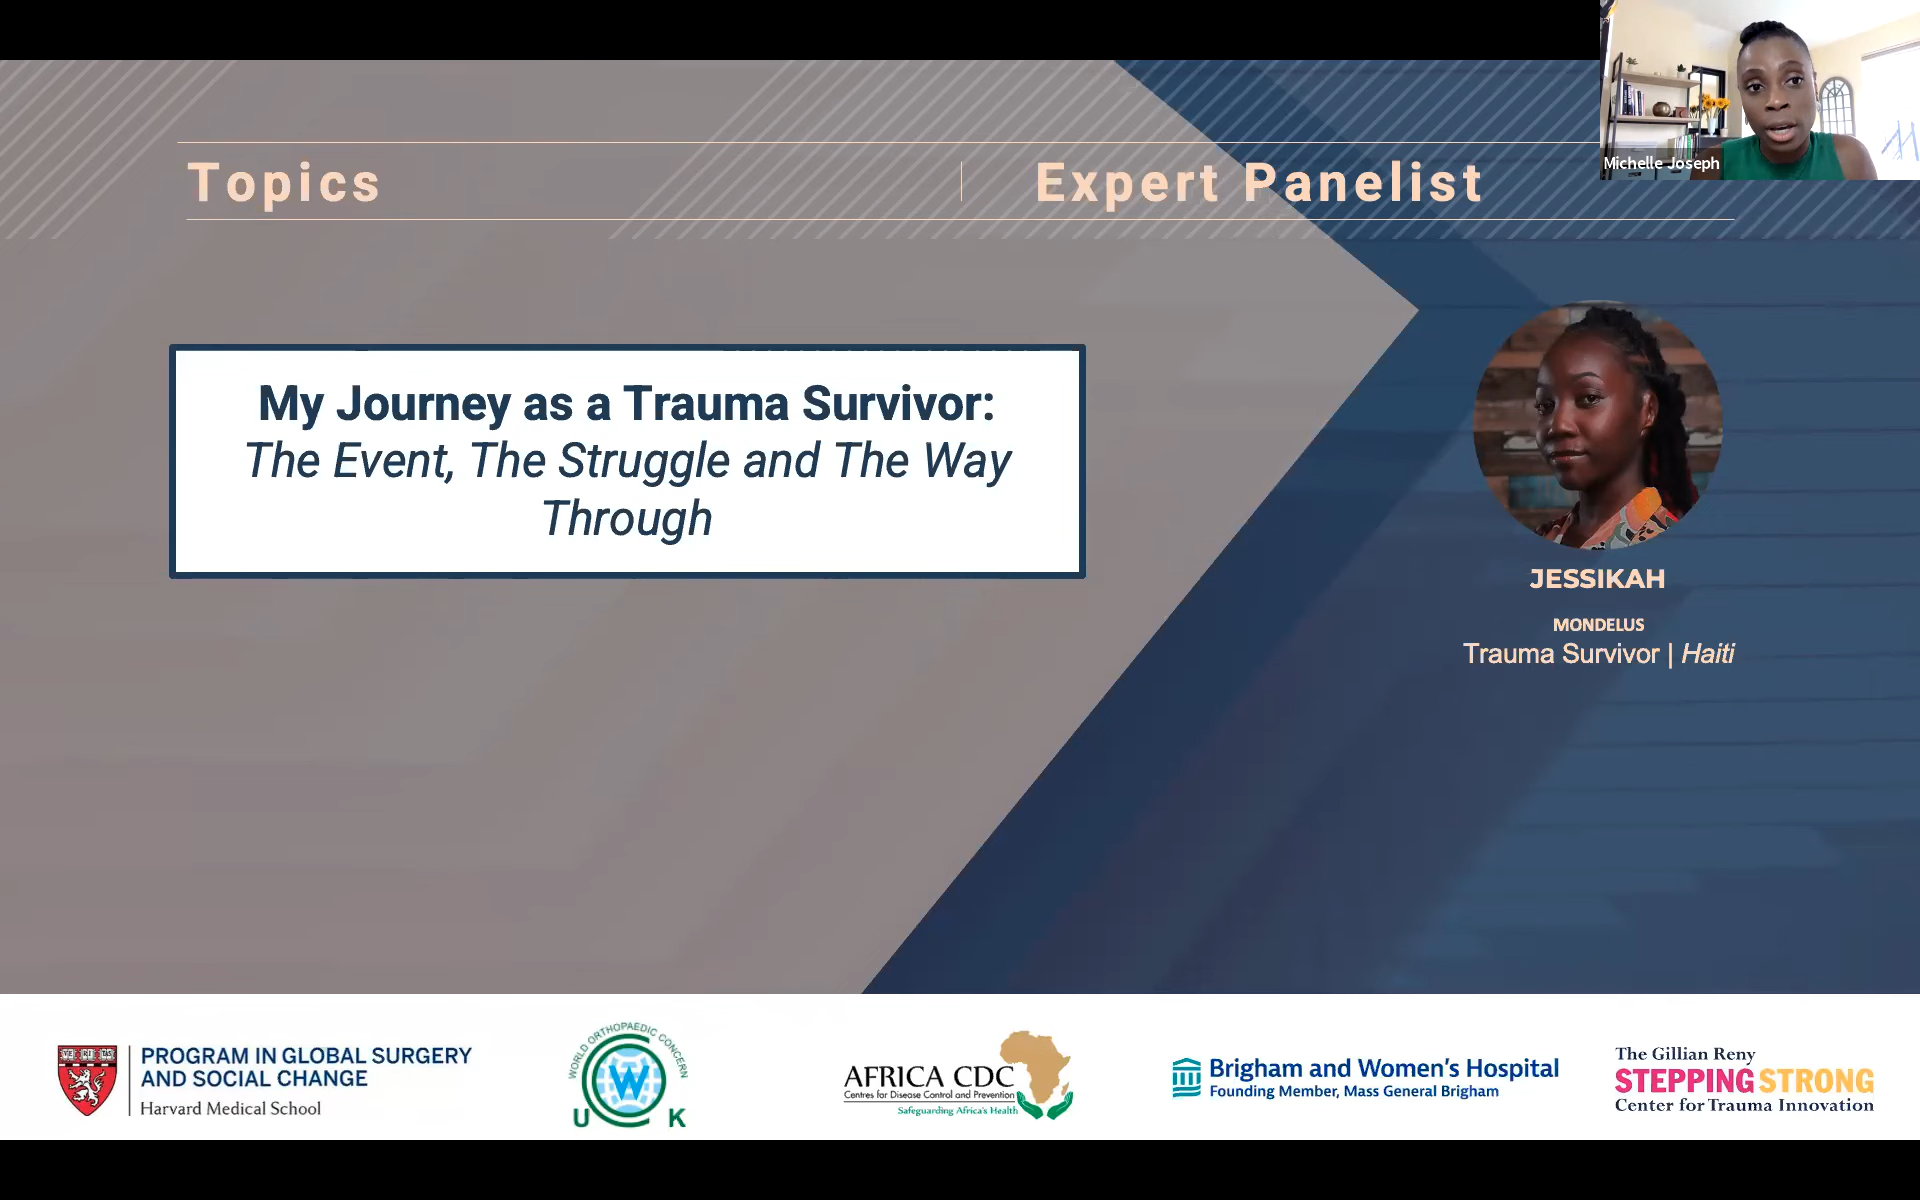 Michelle Joseph
Topics
Expert Panelist
My Journey as a Trauma Survivor:
The Event, The Struggle and The Way
Through
JESSIKAH
MONDELUS
Trauma Survivor | Haiti
VE RI TAS
PROGRAM IN GLOBAL SURGERY
AND SOCIAL CHANGE
Harvard Medical School
WORLD ORTHOPAEDIC CONCERN
W
U K
AFRICA CDC
Centres for Disease Control and Prevention
Safeguarding Africa's Health
Brigham and Women's Hospital
Founding Member, Mass General Brigham
The Gillian Reny
STEPPING STRONG
Center for Trauma Innovation